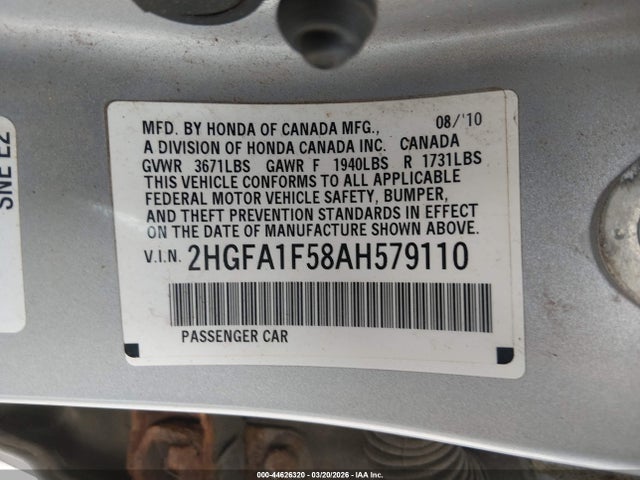 SNE E2
MFD. BY HONDA OF CANADA MFG., 08/'10
A DIVISION OF HONDA CANADA INC. CANADA
GVWR 3671LBS GAWR F 1940LBS R 1731LBS
THIS VEHICLE CONFORMS TO ALL APPLICABLE
FEDERAL MOTOR VEHICLE SAFETY, BUMPER,
AND THEFT PREVENTION STANDARDS IN EFFECT
ON THE DATE OF MANUFACTURE SHOWN ABOVE.
V.I.N. 2HGFA1F58AH579110
PASSENGER CAR
000-44626320 | 03/20/2026 | IAA Inc.